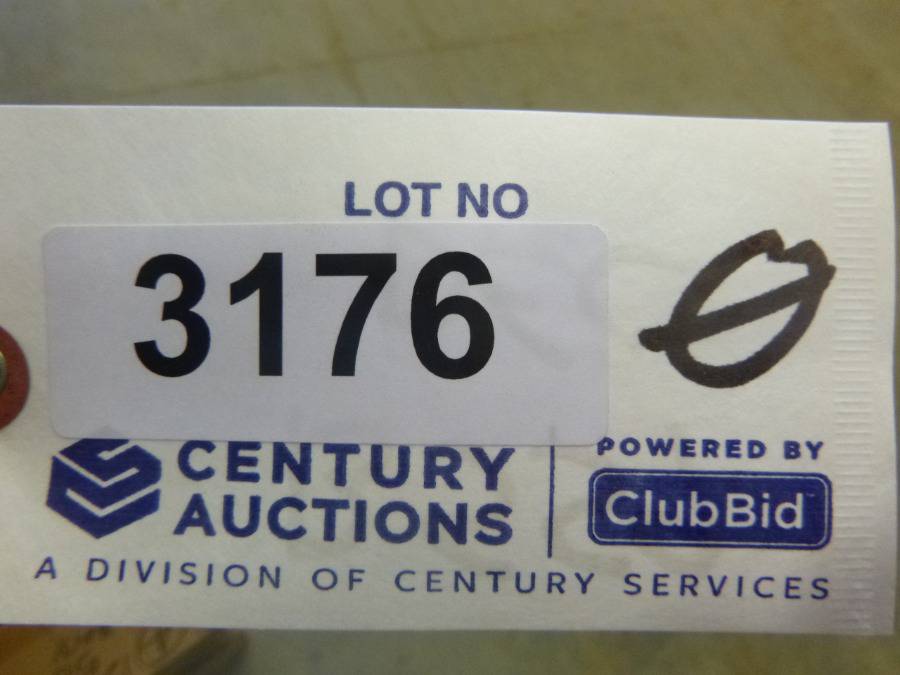 LOT NO
3176
CENTURY
AUCTIONS
POWERED BY
ClubBid
A DIVISION OF CENTURY SERVICES